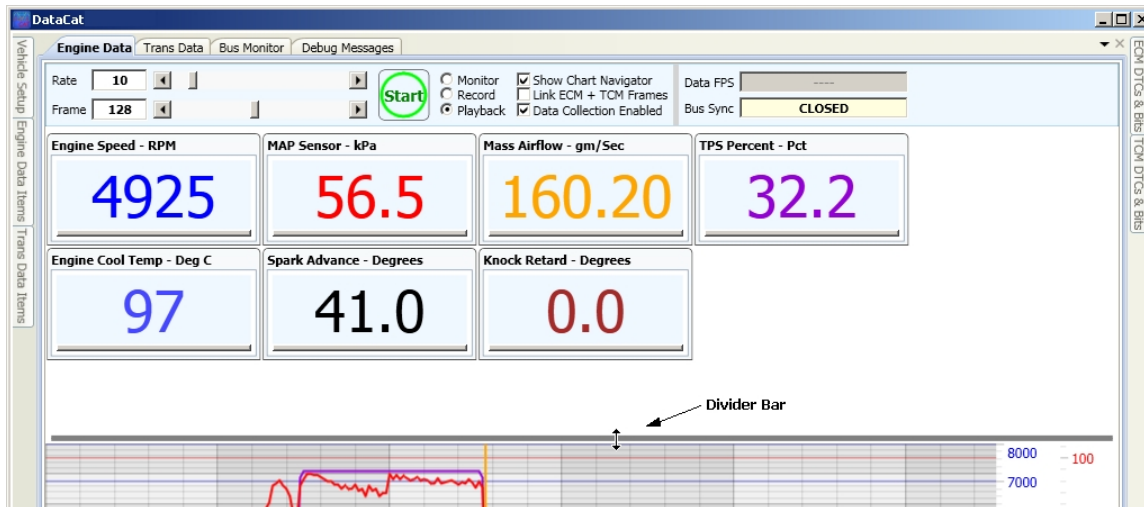 DataCat
Engine Data Trans Data Bus Monitor Debug Messages
Vehicle Setup
Engine Data Items
Trans Data Items
Rate 10
Frame 128
Start
Monitor
Record
Playback
Show Chart Navigator
Link ECM + TCM Frames
Data Collection Enabled
Data FPS ----
Bus Sync CLOSED
ECM DTCs & Bits
TCM DTCs & Bits
Engine Speed - RPM
4925
MAP Sensor - kPa
56.5
Mass Airflow - gm/Sec
160.20
TPS Percent - Pct
32.2
Engine Cool Temp - Deg C
97
Spark Advance - Degrees
41.0
Knock Retard - Degrees
0.0
Divider Bar
8000
100
7000